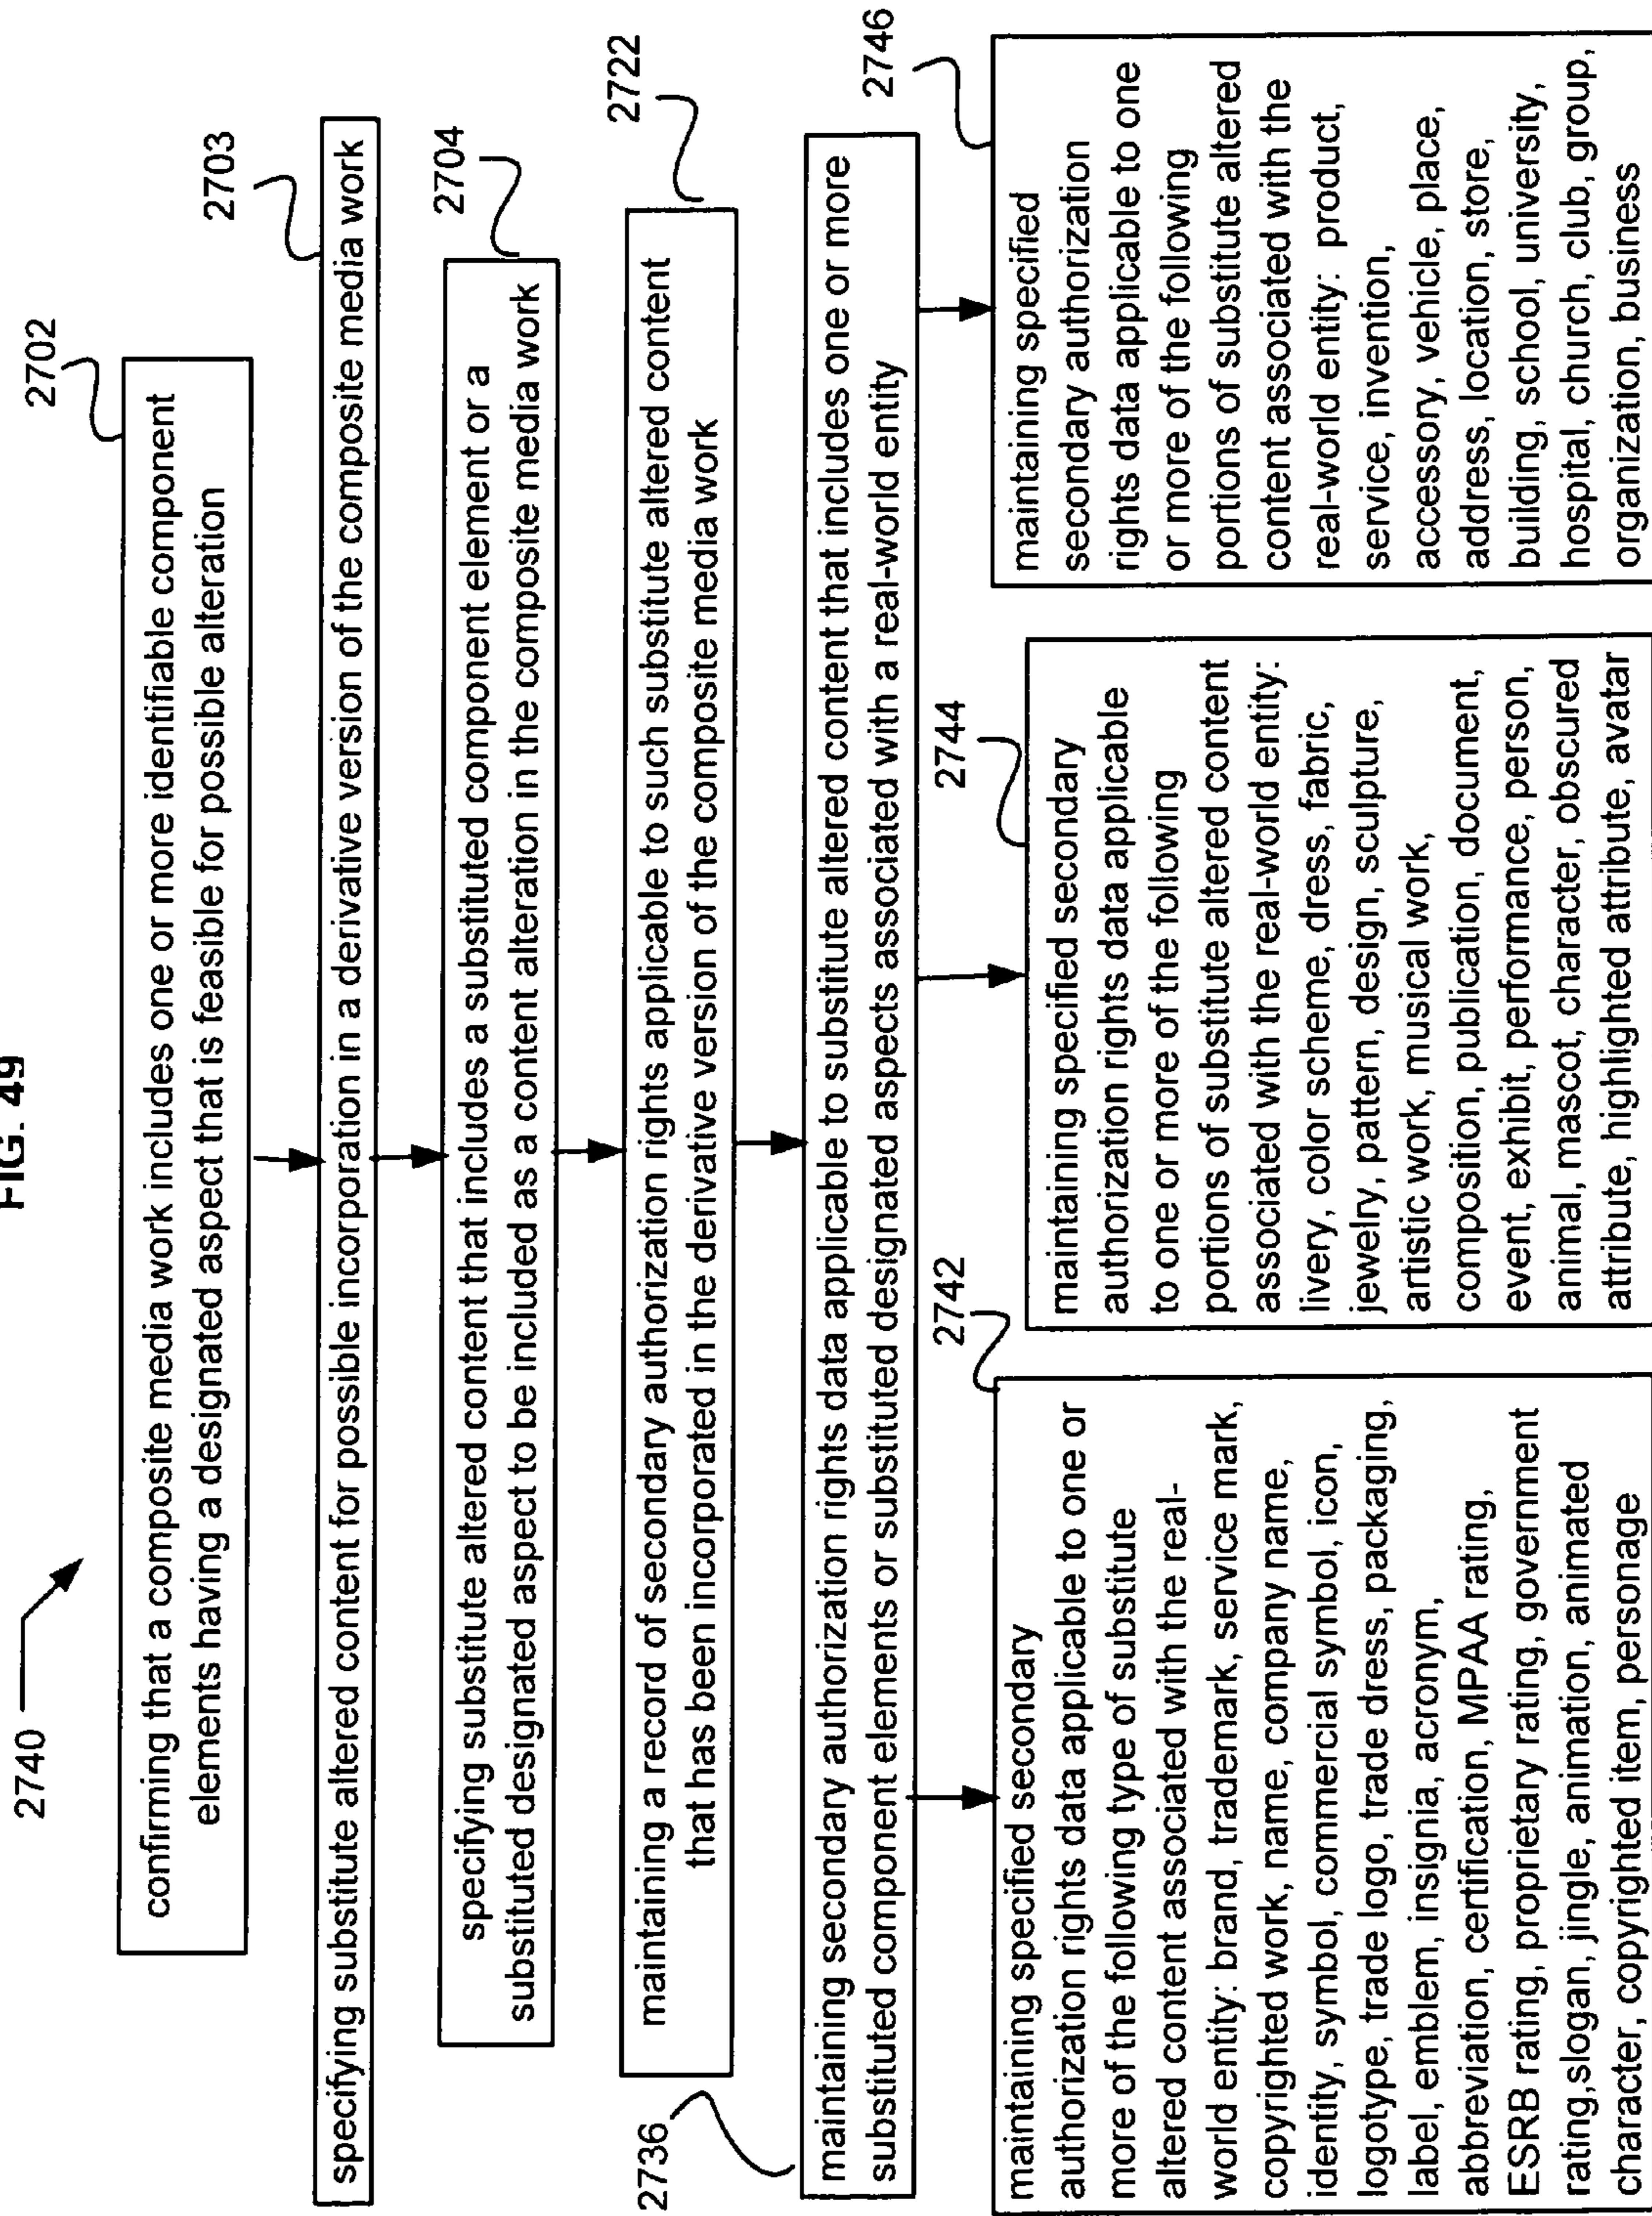 FIG. 49
2740
2702
confirming that a composite media work includes one or more identifiable component
elements having a designated aspect that is feasible for possible alteration
2703
specifying substitute altered content for possible incorporation in a derivative version of the composite media work
2704
specifying substitute altered content that includes a substituted component element or a
substituted designated aspect to be included as a content alteration in the composite media work
2722
maintaining a record of secondary authorization rights applicable to such substitute altered content
that has been incorporated in the derivative version of the composite media work
2736
maintaining secondary authorization rights data applicable to substitute altered content that includes one or more
substituted component elements or substituted designated aspects associated with a real-world entity
2742
maintaining specified secondary
authorization rights data applicable to one or
more of the following type of substitute
altered content associated with the real-
world entity: brand, trademark, service mark,
copyrighted work, name, company name,
identity, symbol, commercial symbol, icon,
logotype, trade logo, trade dress, packaging,
label, emblem, insignia, acronym,
abbreviation, certification, MPAA rating,
ESRB rating, proprietary rating, government
rating,slogan, jingle, animation, animated
character, copyrighted item, personage
2744
maintaining specified secondary
authorization rights data applicable
to one or more of the following
portions of substitute altered content
associated with the real-world entity:
livery, color scheme, dress, fabric,
jewelry, pattern, design, sculpture,
artistic work, musical work,
composition, publication, document,
event, exhibit, performance, person,
animal, mascot, character, obscured
attribute, highlighted attribute, avatar
2746
maintaining specified
secondary authorization
rights data applicable to one
or more of the following
portions of substitute altered
content associated with the
real-world entity: product,
service, invention,
accessory, vehicle, place,
address, location, store,
building, school, university,
hospital, church, club, group,
organization, business